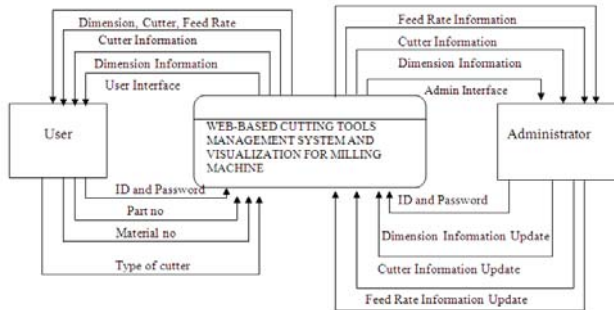 Dimension, Cutter, Feed Rate
Cutter Information
Dimension Information
User Interface
Feed Rate Information
Cutter Information
Dimension Information
Admin Interface
User
WEB-BASED CUTTING TOOLS
MANAGEMENT SYSTEM AND
VISUALIZATION FOR MILLING
MACHINE
Administrator
ID and Password
Part no
Material no
Type of cutter
ID and Password
Dimension Information Update
Cutter Information Update
Feed Rate Information Update